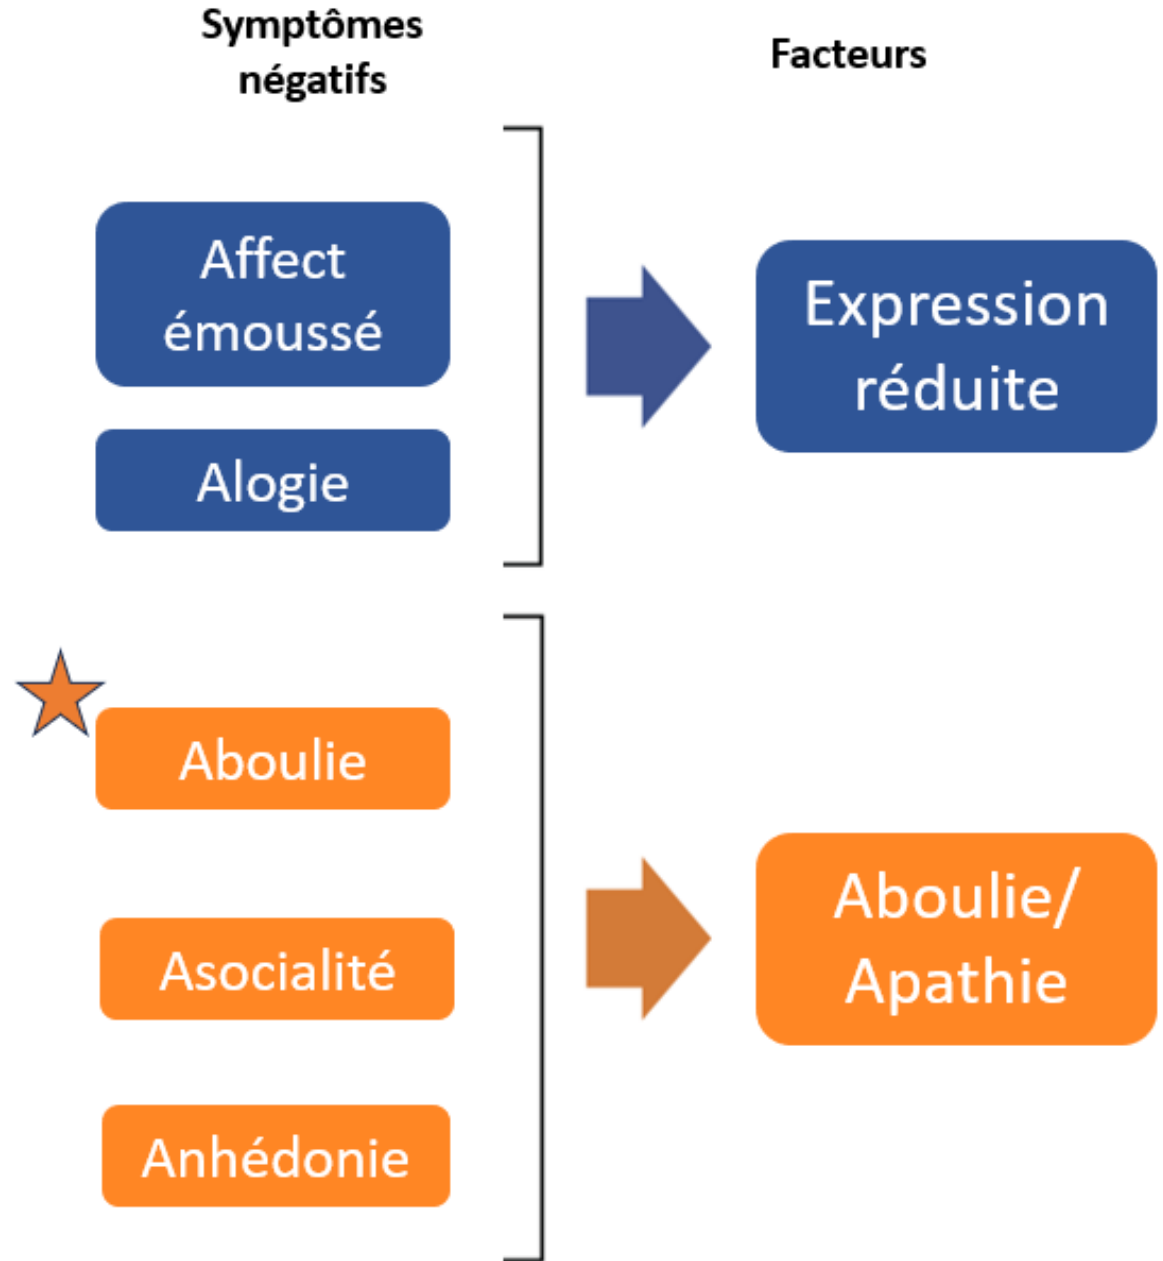 Symptômes
négatifs
Facteurs
Affect
émoussé
Alogie
Expression
réduite
Aboulie
Asocialité
Anhédonie
Aboulie/
Apathie